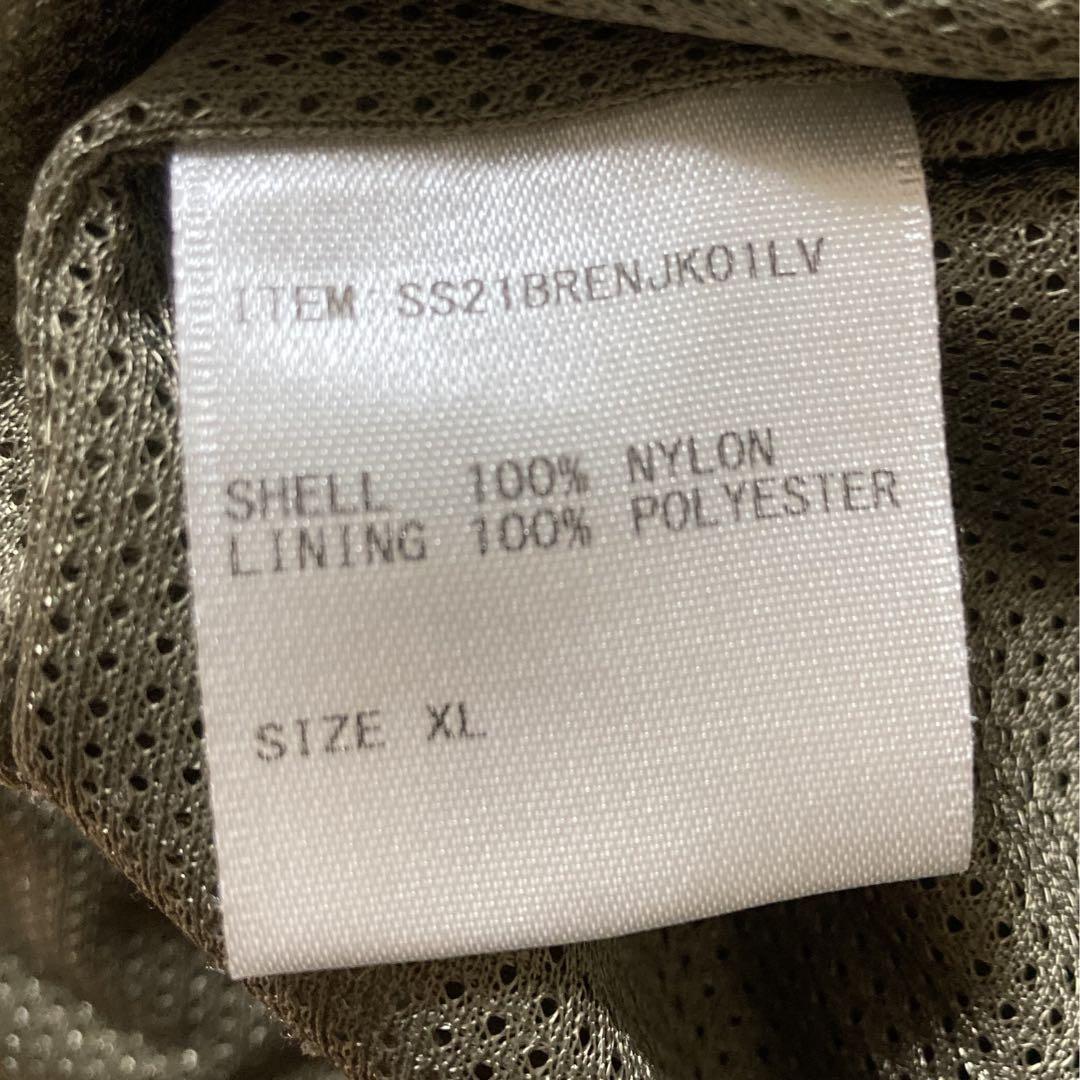 ITEM SS21BRENJK01LV
SHELL 100% NYLON
LINING 100% POLYESTER
SIZE XL